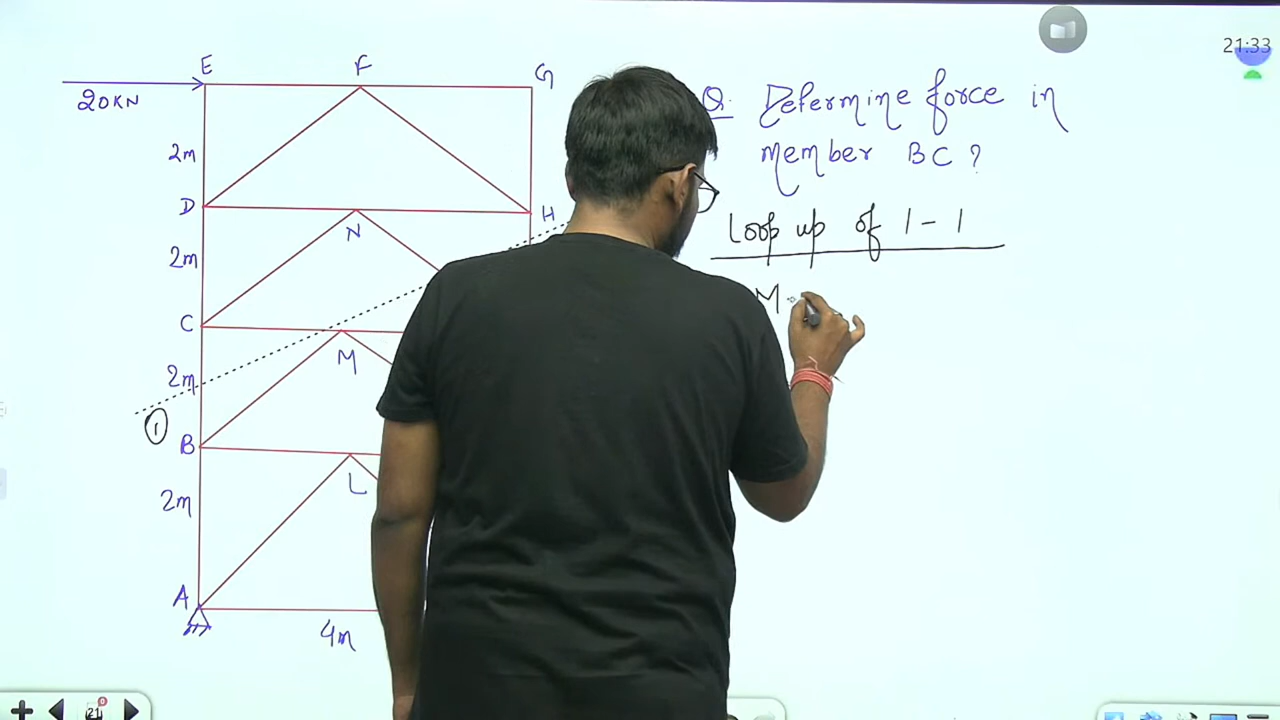 21:33
E F G
20KN
Q. Determine force in
member BC ?
2m
D N H
Loop up of 1-1
2m
M
C
M
2m
1
B
L
2m
A
4m
21